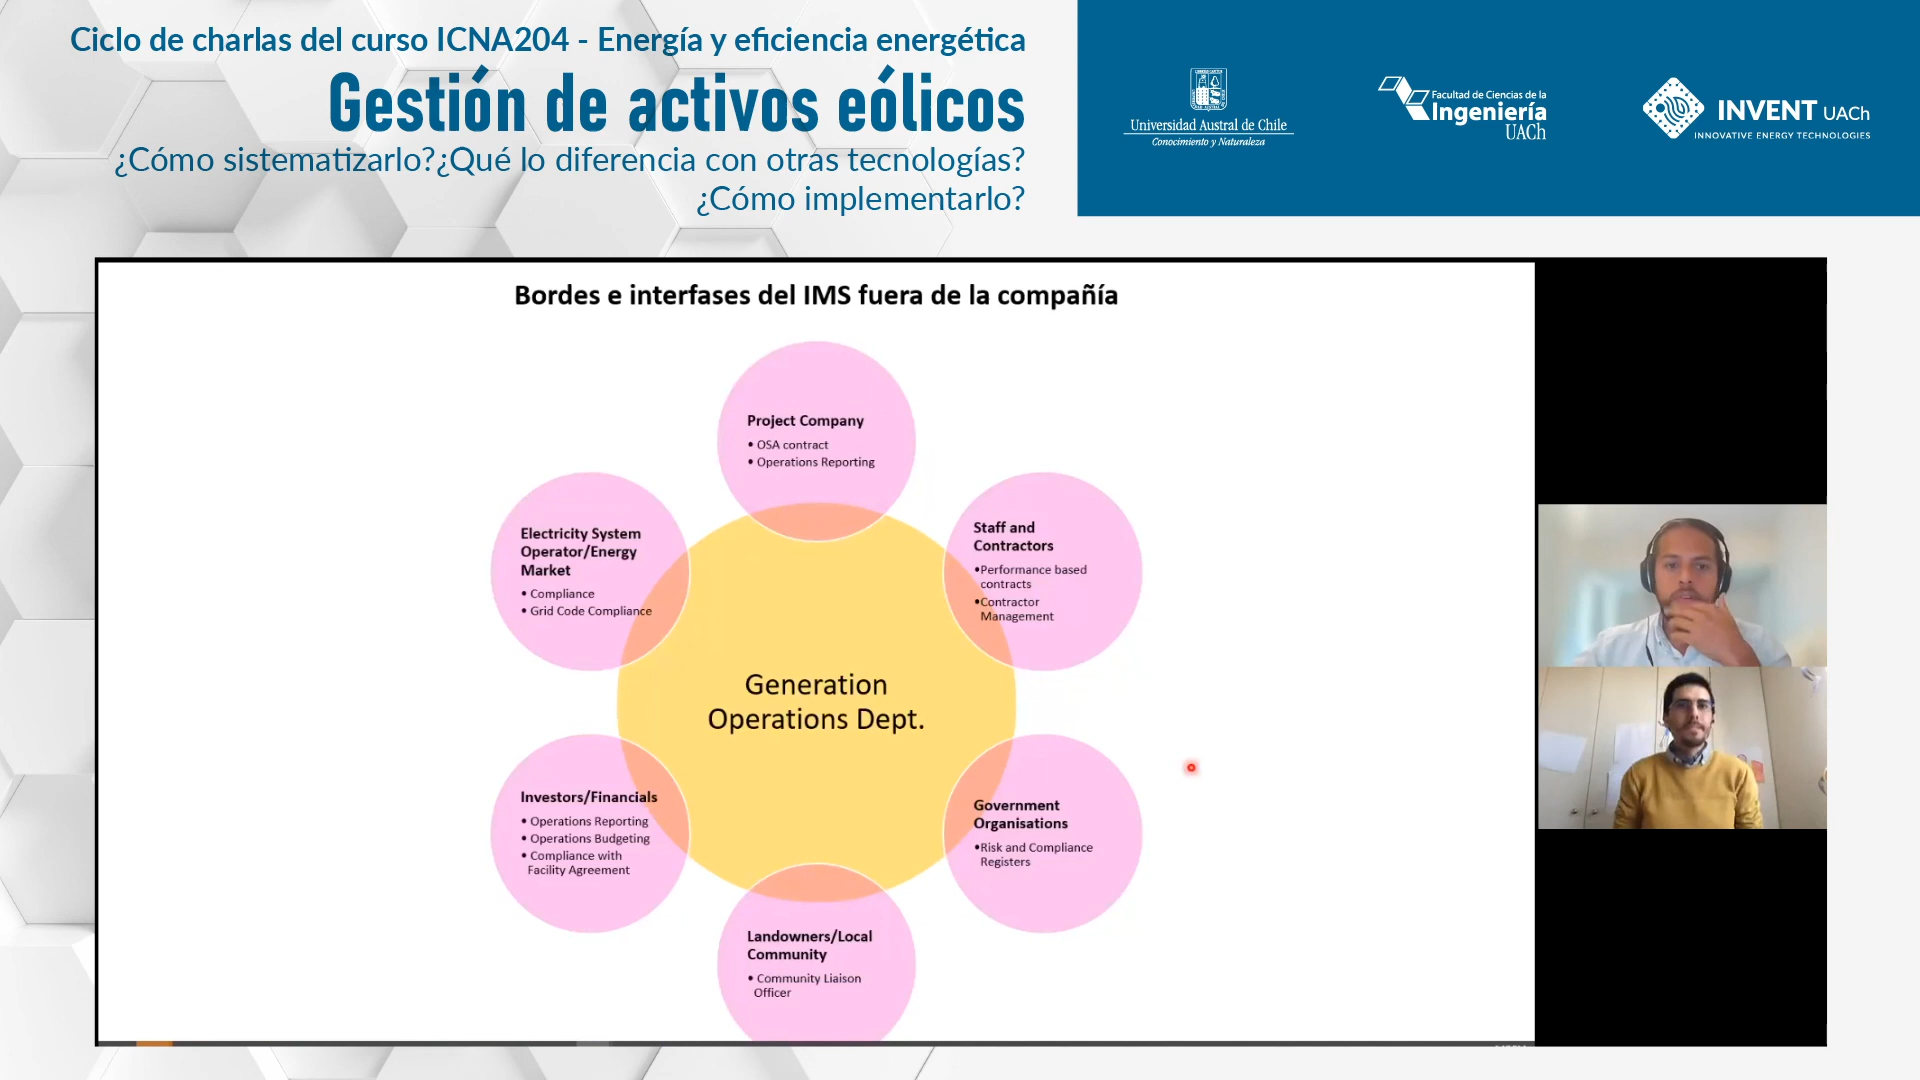 Ciclo de charlas del curso ICNA204 - Energía y eficiencia energética
Gestión de activos eólicos
¿Cómo sistematizarlo?¿Qué lo diferencia con otras tecnologías?
¿Cómo implementarlo?
Universidad Austral de Chile
Conocimiento y Naturaleza
Facultad de Ciencias de la
Ingeniería
UACh
INVENT UACh
INNOVATIVE ENERGY TECHNOLOGIES
Bordes e interfases del IMS fuera de la compañía
Project Company
• OSA contract
• Operations Reporting
Electricity System
Operator/Energy
Market
• Compliance
• Grid Code Compliance
Staff and
Contractors
•Performance based
contracts
•Contractor
Management
Generation
Operations Dept.
Investors/Financials
• Operations Reporting
• Operations Budgeting
• Compliance with
Facility Agreement
Government
Organisations
•Risk and Compliance
Registers
Landowners/Local
Community
• Community Liaison
Officer